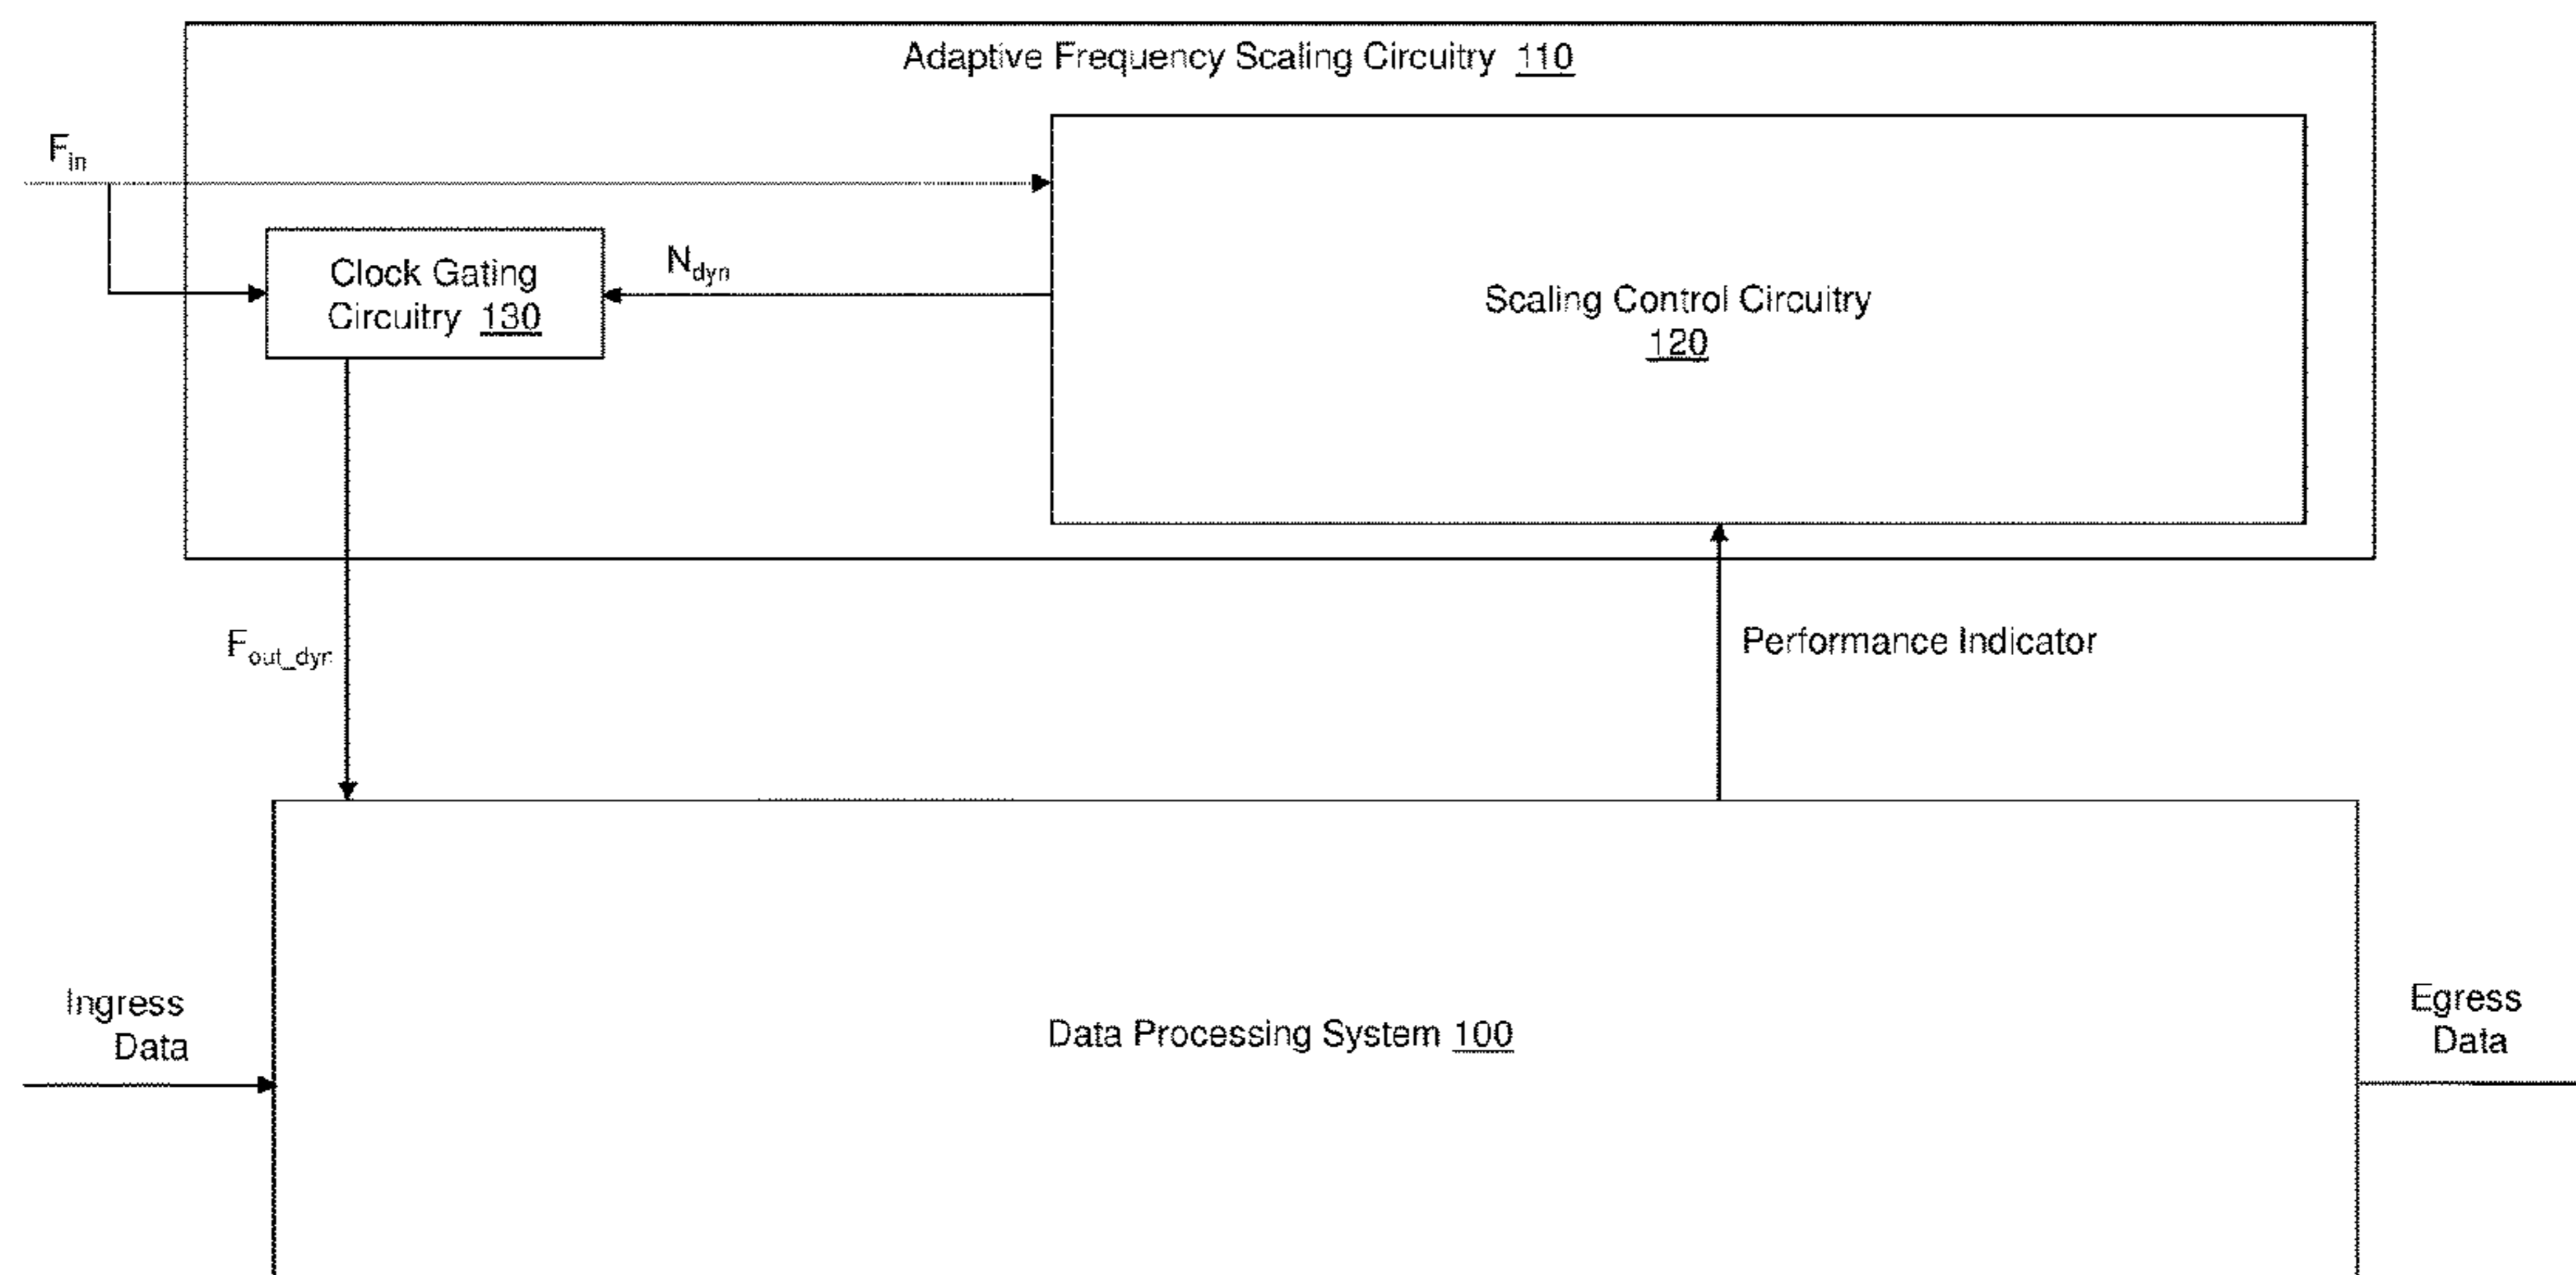 Adaptive Frequency Scaling Circuitry 110
Fin
Clock Gating
Circuitry 130
Ndyn
Scaling Control Circuitry
120
Fout_dyn
Performance Indicator
Ingress
Data
Data Processing System 100
Egress
Data